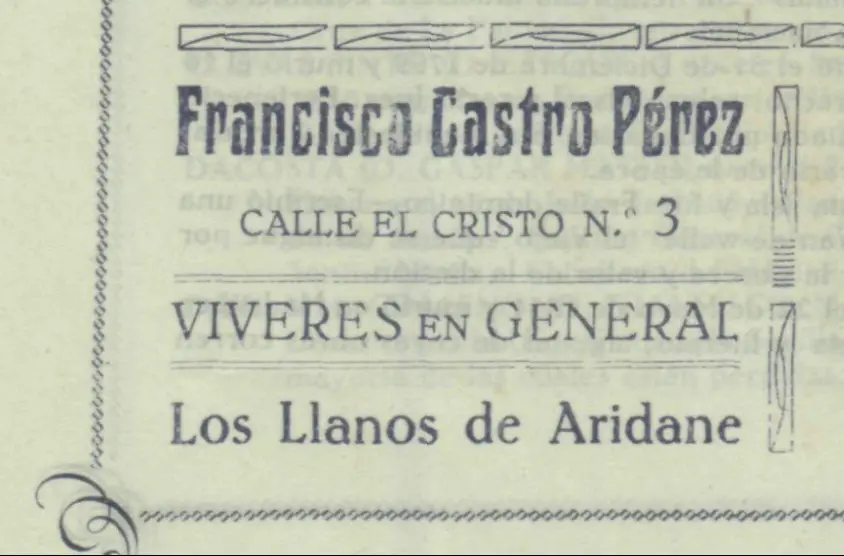 Francisco Castro Pérez
CALLE EL CRISTO N.º 3
VIVERES EN GENERAL
Los Llanos de Aridane